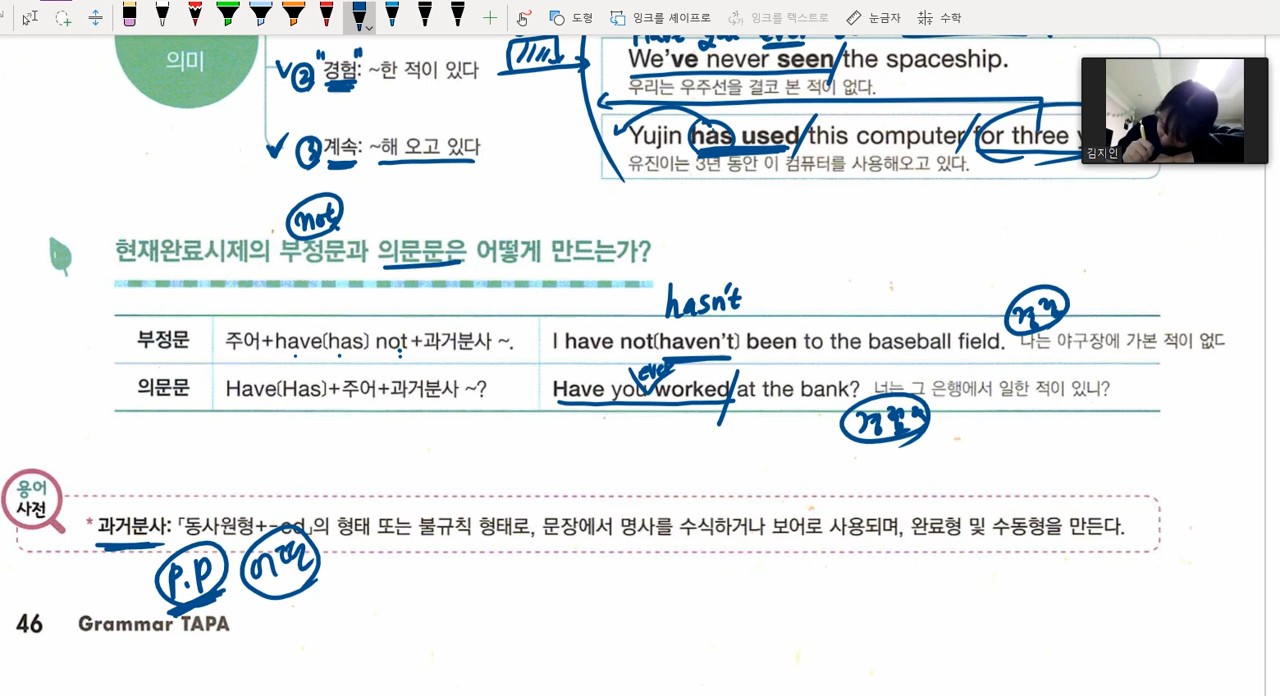 도형
잉크를 셰이프로
잉크를 텍스트로
눈금자
수학
의미
② "경험": ~한 적이 있다
③ 계속: ~해 오고 있다
We've never seen the spaceship.
우리는 우주선을 결코 본 적이 없다.
Yujin has used this computer for three
유진이는 3년 동안 이 컴퓨터를 사용해오고 있다.
김지인
not
현재완료시제의 부정문과 의문문은 어떻게 만드는가?
hasn't
부정문 주어+have(has) not+과거분사 ~. I have not(haven't) been to the baseball field. 나는 야구장에 가본 적이 없다
ever
의문문 Have(Has)+주어+과거분사 ~? Have you worked at the bank? 너는 그 은행에서 일한 적이 있니?
용어
사전
* 과거분사: 「동사원형+-ed」의 형태 또는 불규칙 형태로, 문장에서 명사를 수식하거나 보어로 사용되며, 완료형 및 수동형을 만든다.
P.P
46 Grammar TAPA